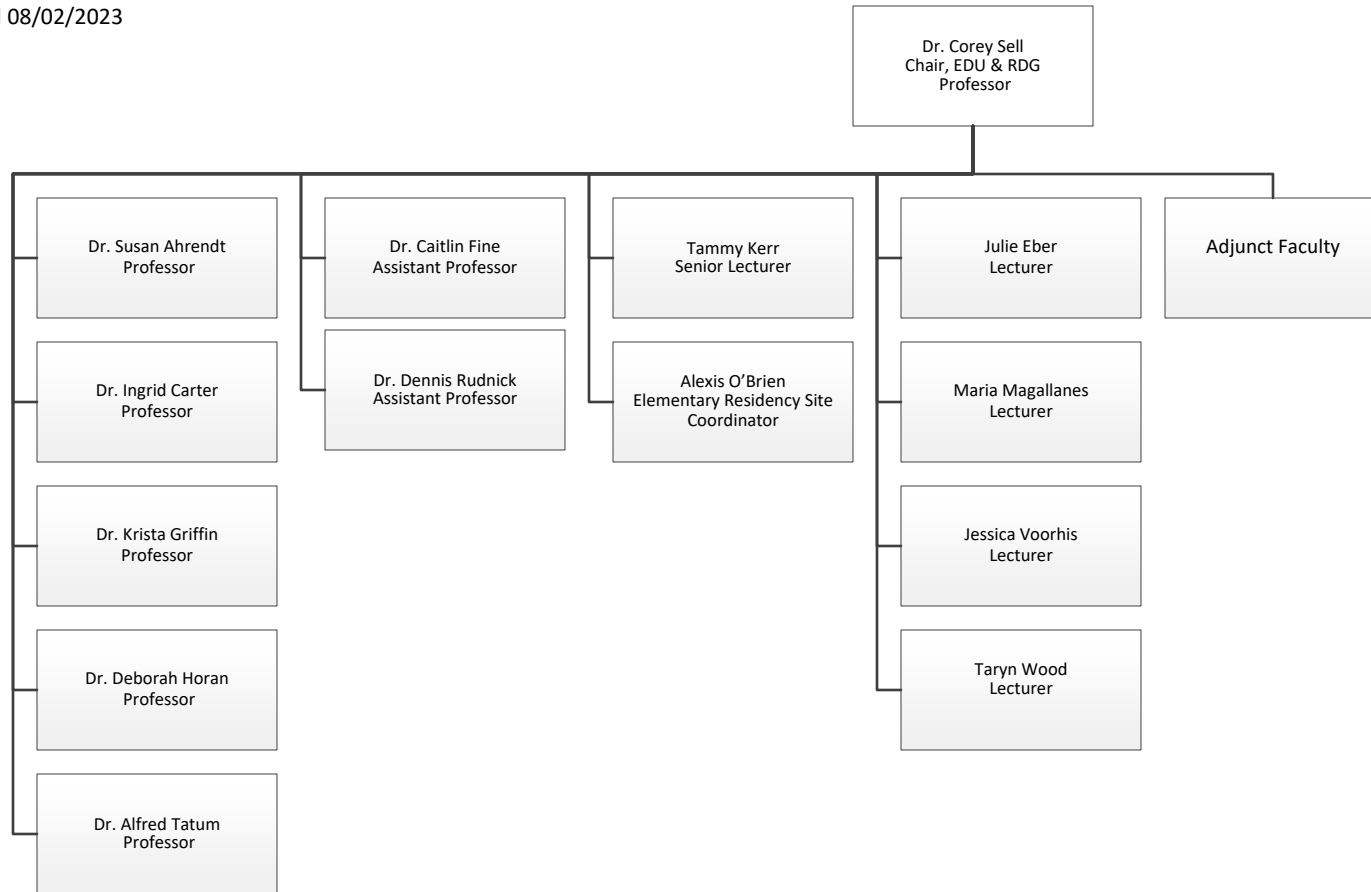 08/02/2023
Dr. Corey Sell
Chair, EDU & RDG
Professor
Dr. Susan Ahrendt
Professor
Dr. Ingrid Carter
Professor
Dr. Krista Griffin
Professor
Dr. Deborah Horan
Professor
Dr. Alfred Tatum
Professor
Dr. Caitlin Fine
Assistant Professor
Dr. Dennis Rudnick
Assistant Professor
Tammy Kerr
Senior Lecturer
Alexis O’Brien
Elementary Residency Site
Coordinator
Julie Eber
Lecturer
Maria Magallanes
Lecturer
Jessica Voorhis
Lecturer
Taryn Wood
Lecturer
Adjunct Faculty